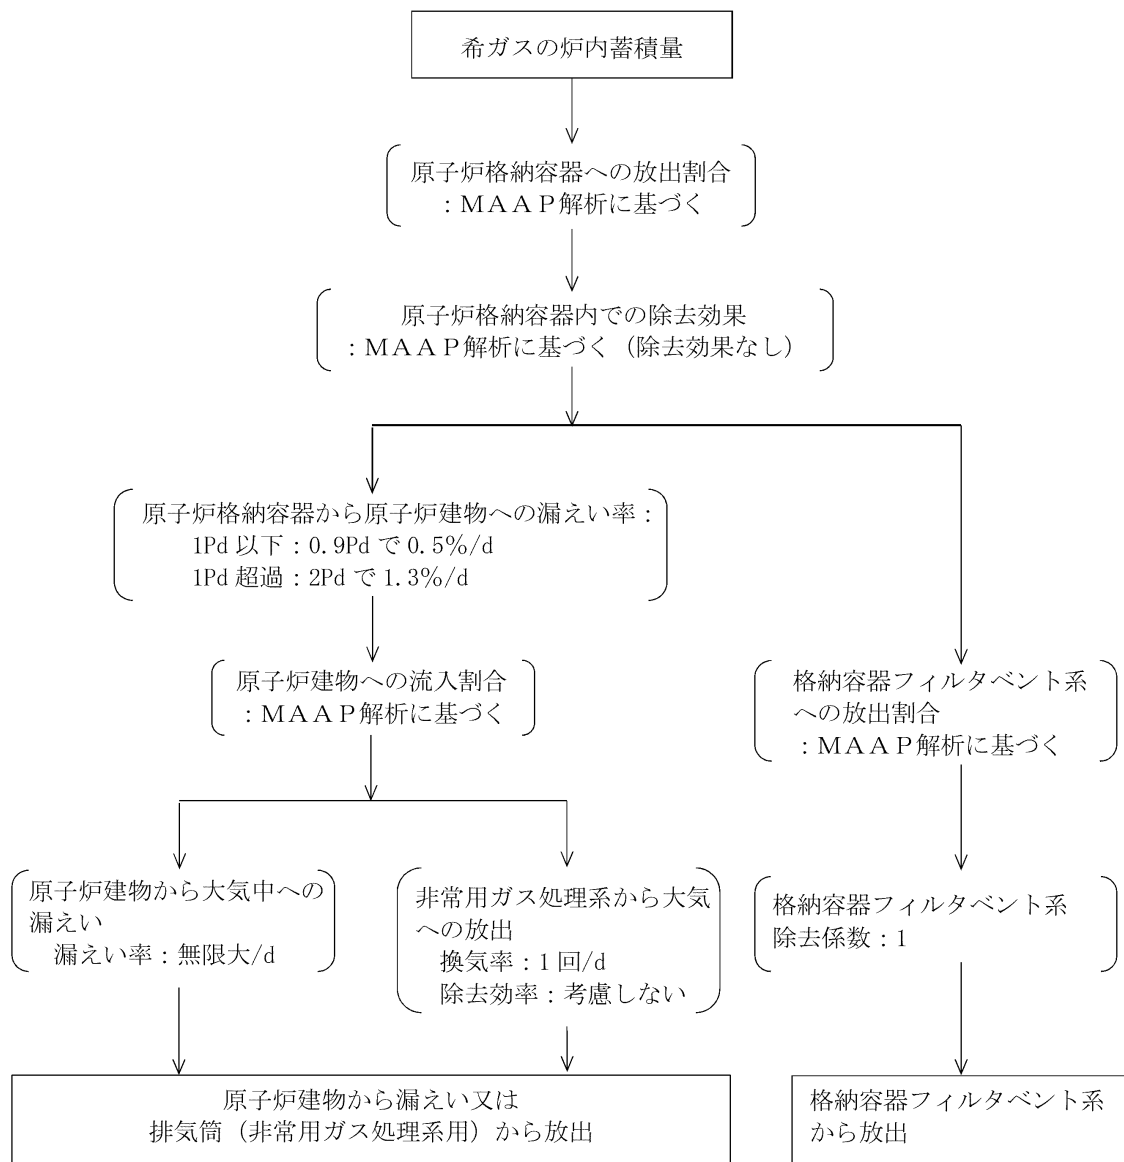 希ガスの炉内蓄積量
原子炉格納容器への放出割合
：ＭＡＡＰ解析に基づく
原子炉格納容器内での除去効果
：ＭＡＡＰ解析に基づく（除去効果なし）
原子炉格納容器から原子炉建物への漏えい率：
1Pd 以下：0.9Pd で 0.5%/d
1Pd 超過：2Pd で 1.3%/d
原子炉建物への流入割合
：ＭＡＡＰ解析に基づく
格納容器フィルタベント系
への放出割合
：ＭＡＡＰ解析に基づく
原子炉建物から大気中への
漏えい
漏えい率：無限大/d
非常用ガス処理系から大気
への放出
換気率：1 回/d
除去効率：考慮しない
格納容器フィルタベント系
除去係数：1
原子炉建物から漏えい又は
排気筒（非常用ガス処理系用）から放出
格納容器フィルタベント系
から放出